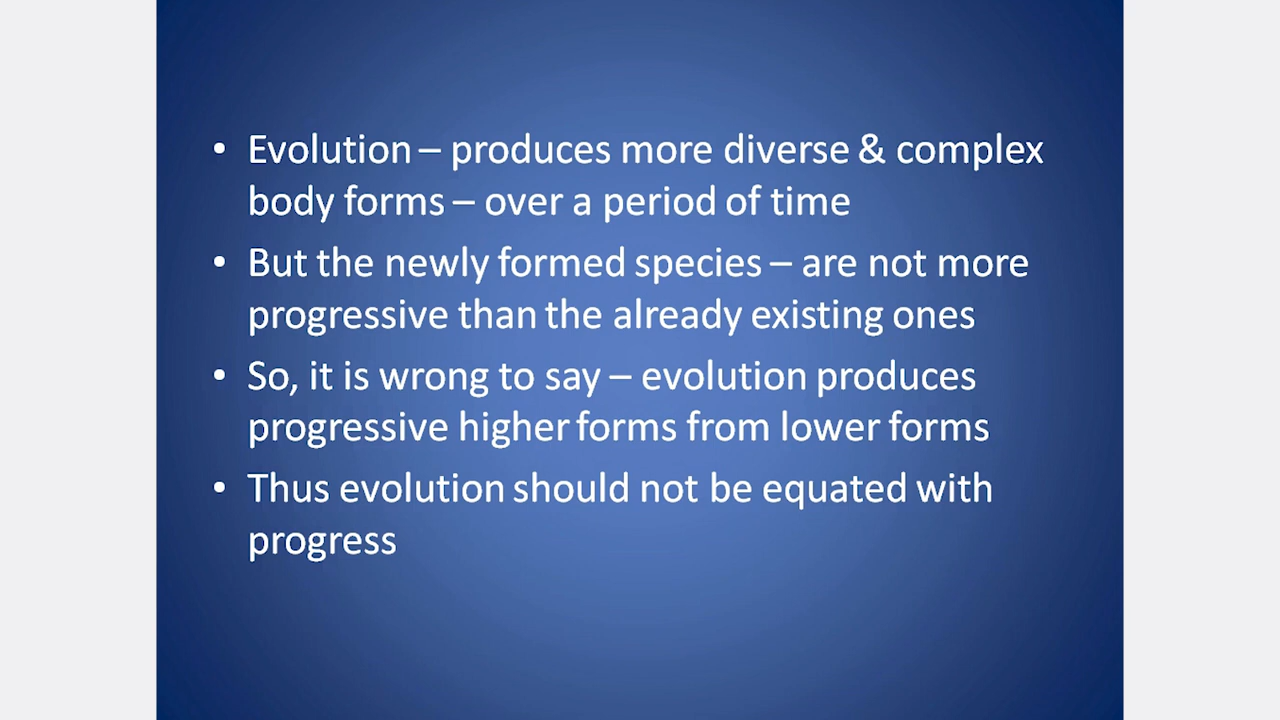 • Evolution – produces more diverse & complex
body forms – over a period of time
• But the newly formed species – are not more
progressive than the already existing ones
• So, it is wrong to say – evolution produces
progressive higher forms from lower forms
• Thus evolution should not be equated with
progress